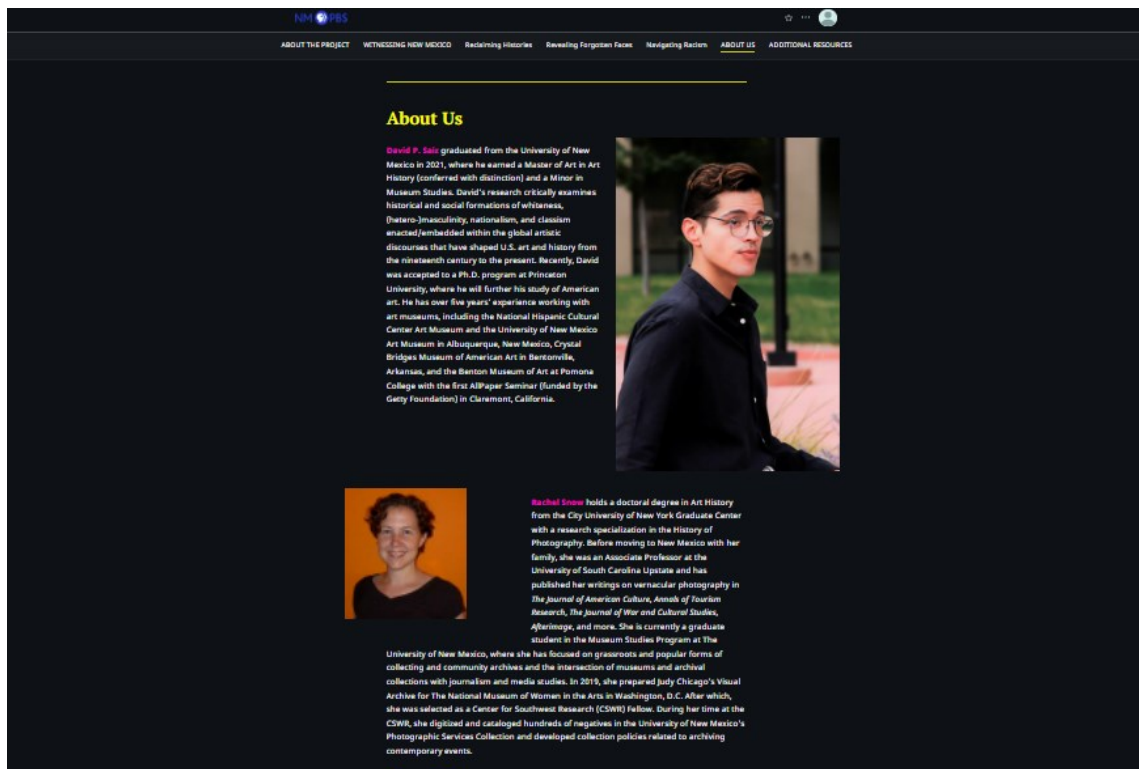 NM PBS
ABOUT THE PROJECT WITNESSING NEW MEXICO Reclaiming Histories Revealing Forgotten Faces Navigating Racism ABOUT US ADDITIONAL RESOURCES
About Us
David P. Saiz graduated from the University of New
Mexico in 2021, where he earned a Master of Art in Art
History (conferred with distinction) and a Minor in
Museum Studies. David's research critically examines
historical and social formations of whiteness,
(hetero-)masculinity, nationalism, and classism
enacted/embedded within the global artistic
discourses that have shaped U.S. art and history from
the nineteenth century to the present. Recently, David
was accepted to a Ph.D. program at Princeton
University, where he will further his study of American
art. He has over five years' experience working with
art museums, including the National Hispanic Cultural
Center Art Museum and the University of New Mexico
Art Museum in Albuquerque, New Mexico, Crystal
Bridges Museum of American Art in Bentonville,
Arkansas, and the Benton Museum of Art at Pomona
College with the first AllPaper Seminar (funded by the
Getty Foundation) in Claremont, California.
Rachel Snow holds a doctoral degree in Art History
from the City University of New York Graduate Center
with a research specialization in the History of
Photography. Before moving to New Mexico with her
family, she was an Associate Professor at the
University of South Carolina Upstate and has
published her writings on vernacular photography in
The Journal of American Culture, Annals of Tourism
Research, The Journal of War and Cultural Studies,
Afterimage, and more. She is currently a graduate
student in the Museum Studies Program at The
University of New Mexico, where she has focused on grassroots and popular forms of
collecting and community archives and the intersection of museums and archival
collections with journalism and media studies. In 2019, she prepared Judy Chicago's Visual
Archive for The National Museum of Women in the Arts in Washington, D.C. After which,
she was selected as a Center for Southwest Research (CSWR) Fellow. During her time at the
CSWR, she digitized and cataloged hundreds of negatives in the University of New Mexico's
Photographic Services Collection and developed collection policies related to archiving
contemporary events.